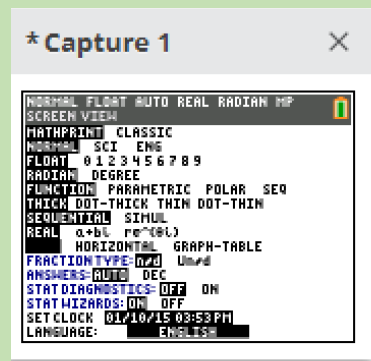 * Capture 1
NORMAL FLOAT AUTO REAL RADIAN MP
SCREEN VIEW
MATHPRINT CLASSIC
NORMAL SCI ENG
FLOAT 0 1 2 3 4 5 6 7 8 9
RADIAN DEGREE
FUNCTION PARAMETRIC POLAR SEQ
THICK DOT-THICK THIN DOT-THIN
SEQUENTIAL SIMUL
REAL a+bi re^(θi)
HORIZONTAL GRAPH-TABLE
FRACTION TYPE: n/d Un/d
ANSWERS: AUTO DEC
STAT DIAGNOSTICS: OFF ON
STAT WIZARDS: ON OFF
SET CLOCK 01/10/15 03:53 PM
LANGUAGE: ENGLISH